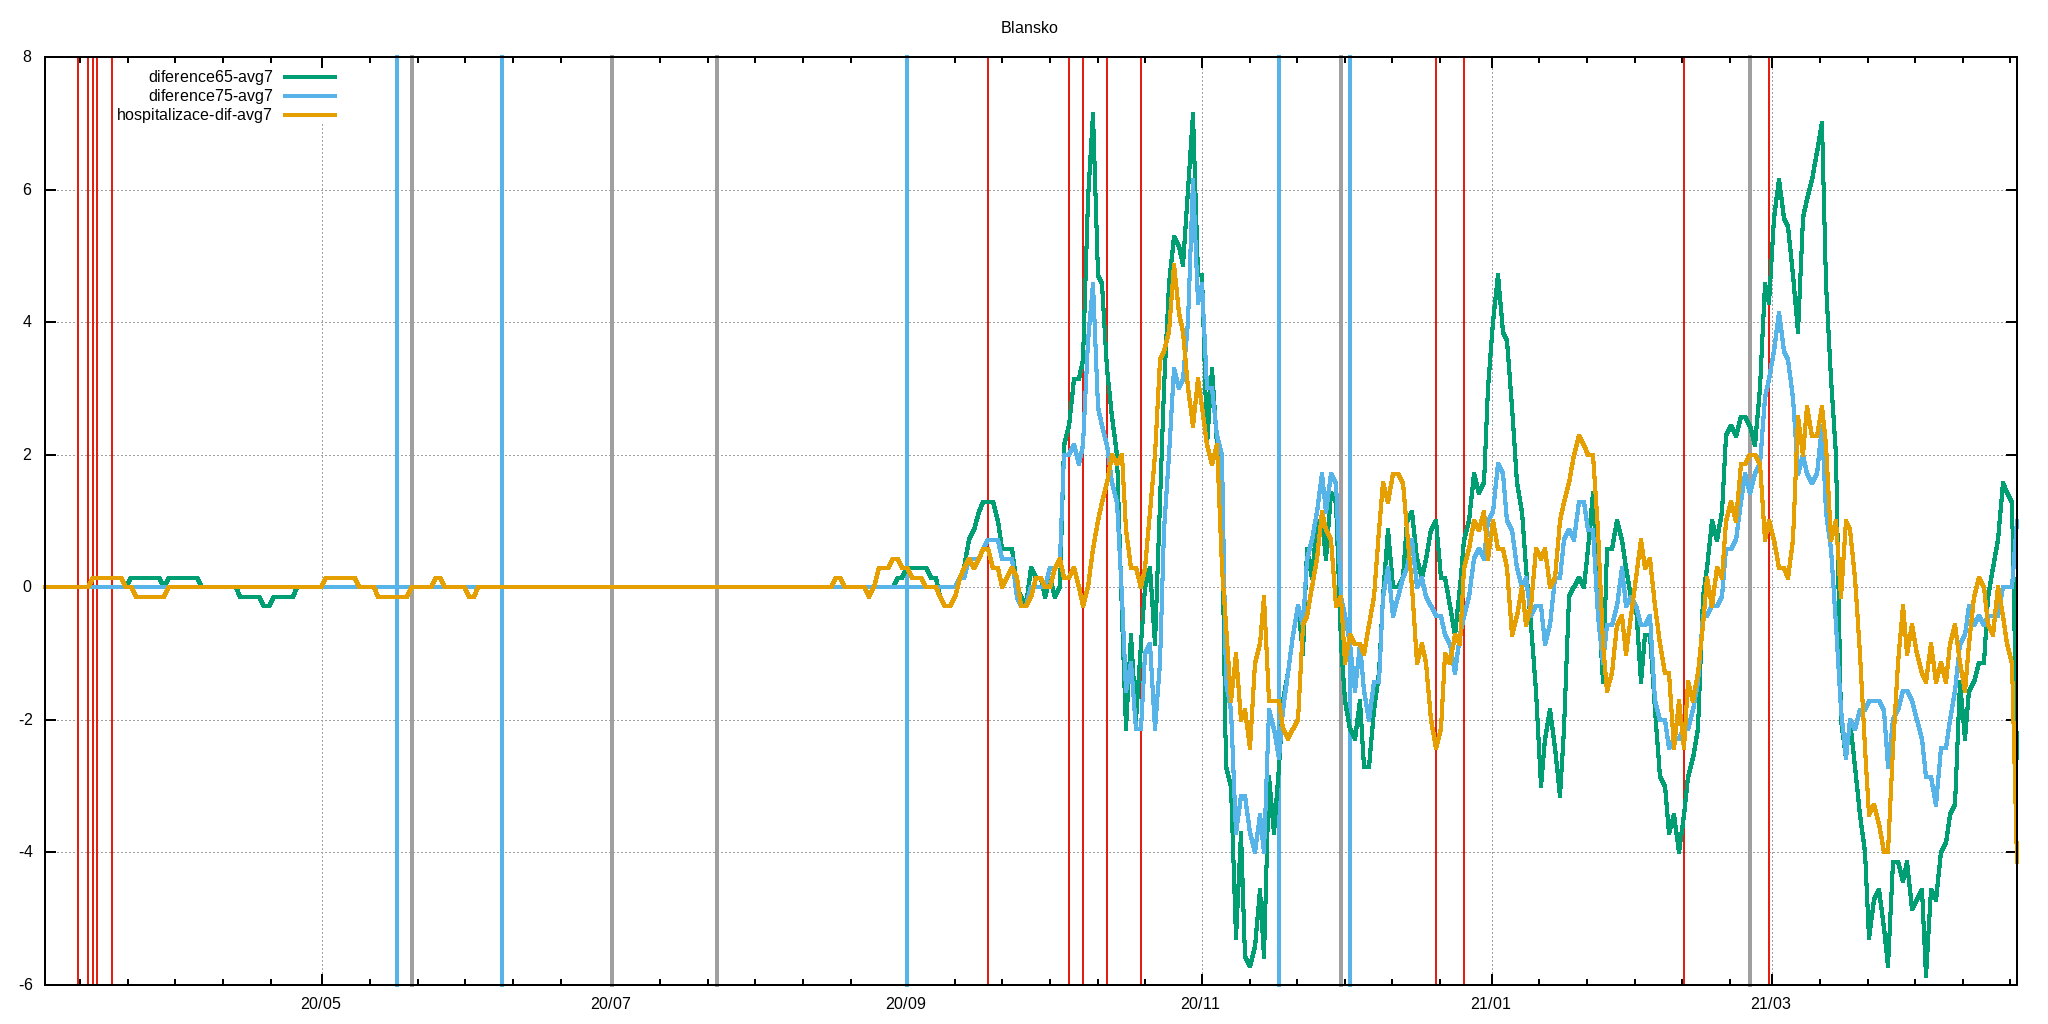 Blansko
diference65-avg7
diference75-avg7
hospitalizace-dif-avg7
8
6
4
2
0
-2
-4
-6
20/05 20/07 20/09 20/11 21/01 21/03